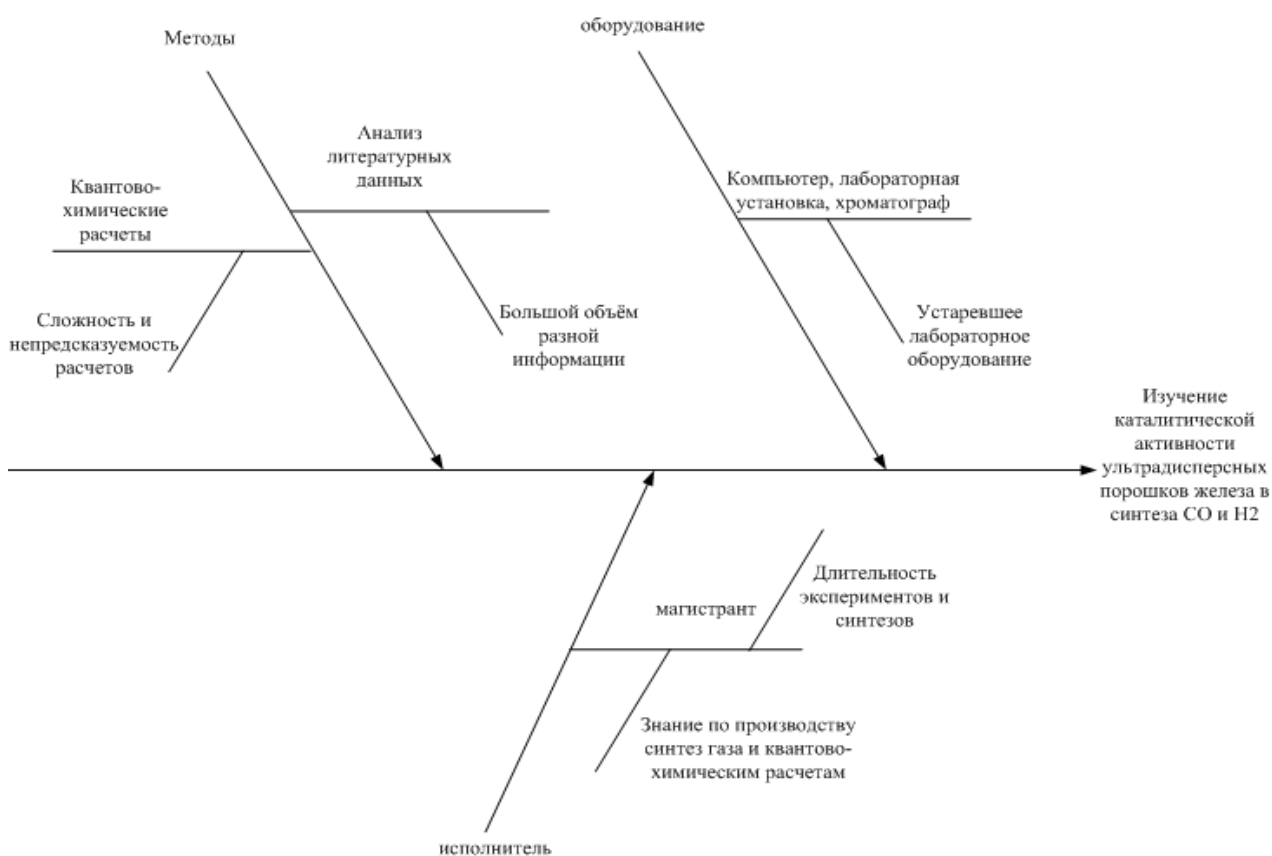 Методы
оборудование
Анализ
литературных
данных
Квантово-
химические
расчеты
Компьютер, лабораторная
установка, хроматограф
Сложность и
непредсказуемость
расчетов
Большой объём
разной
информации
Устаревшее
лабораторное
оборудование
Изучение
каталитической
активности
ультрадисперсных
порошков железа в
синтеза СО и Н2
магистрант
Длительность
экспериментов и
синтезов
Знание по производству
синтез газа и квантово-
химическим расчетам
исполнитель